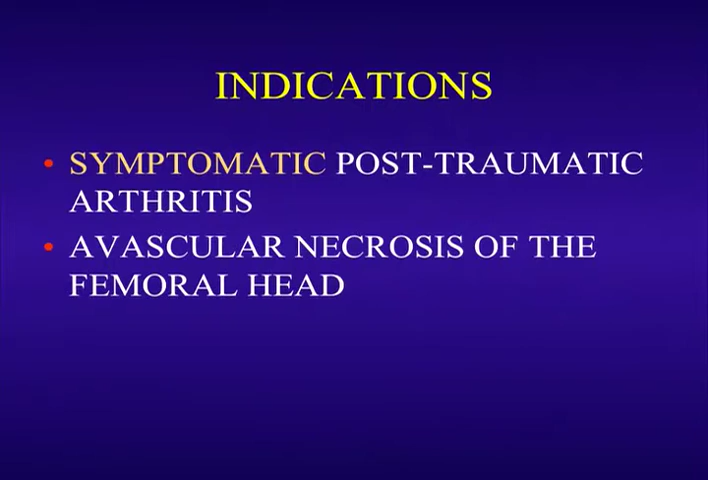 INDICATIONS
• SYMPTOMATIC POST-TRAUMATIC
ARTHRITIS
• AVASCULAR NECROSIS OF THE
FEMORAL HEAD